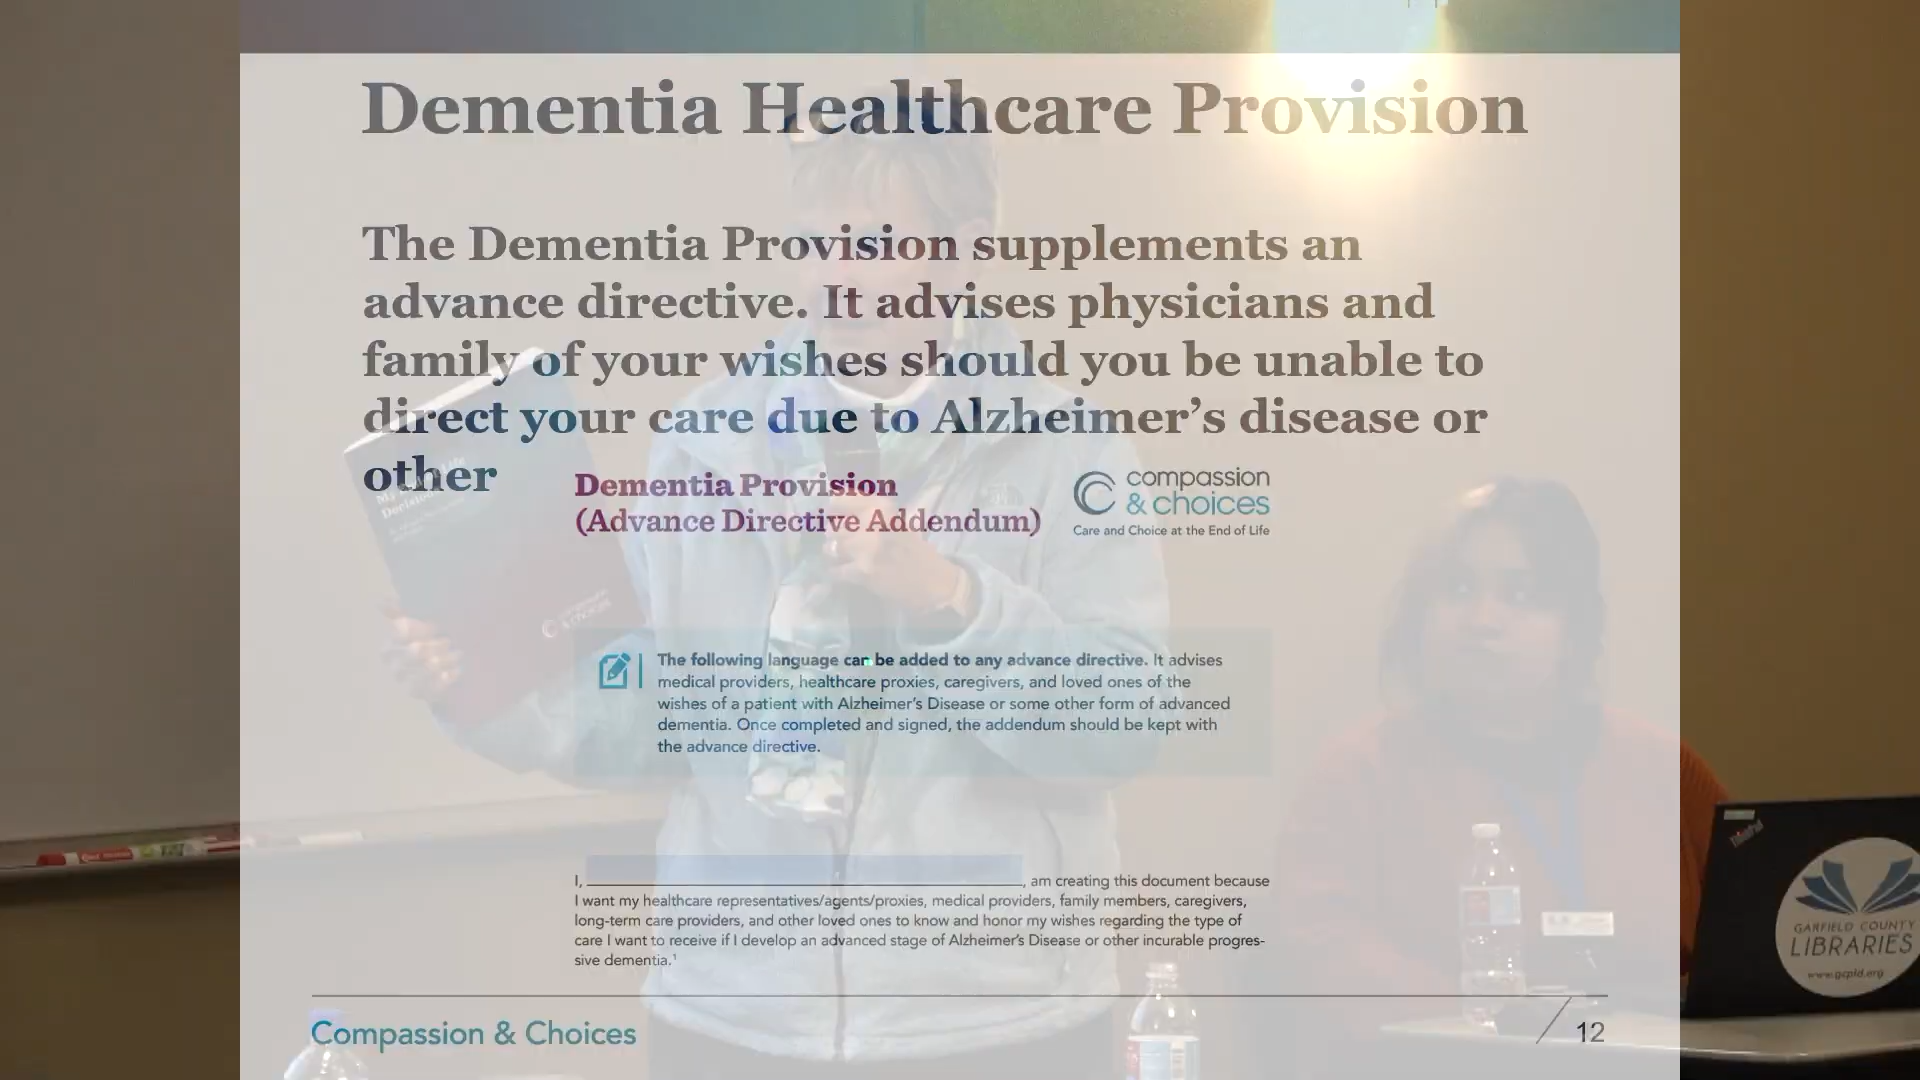 Dementia Healthcare Provision
The Dementia Provision supplements an
advance directive. It advises physicians and
family of your wishes should you be unable to
direct your care due to Alzheimer's disease or
other
Dementia Provision
(Advance Directive Addendum)
compassion
& choices
Care and Choice at the End of Life
The following language can be added to any advance directive. It advises
medical providers, healthcare proxies, caregivers, and loved ones of the
wishes of a patient with Alzheimer's Disease or some other form of advanced
dementia. Once completed and signed, the addendum should be kept with
the advance directive.
I, , am creating this document because
I want my healthcare representatives/agents/proxies, medical providers, family members, caregivers,
long-term care providers, and other loved ones to know and honor my wishes regarding the type of
care I want to receive if I develop an advanced stage of Alzheimer's Disease or other incurable progres-
sive dementia.¹
Compassion & Choices
12
ThinkPad
GARFIELD COUNTY
LIBRARIES
www.gcpld.org